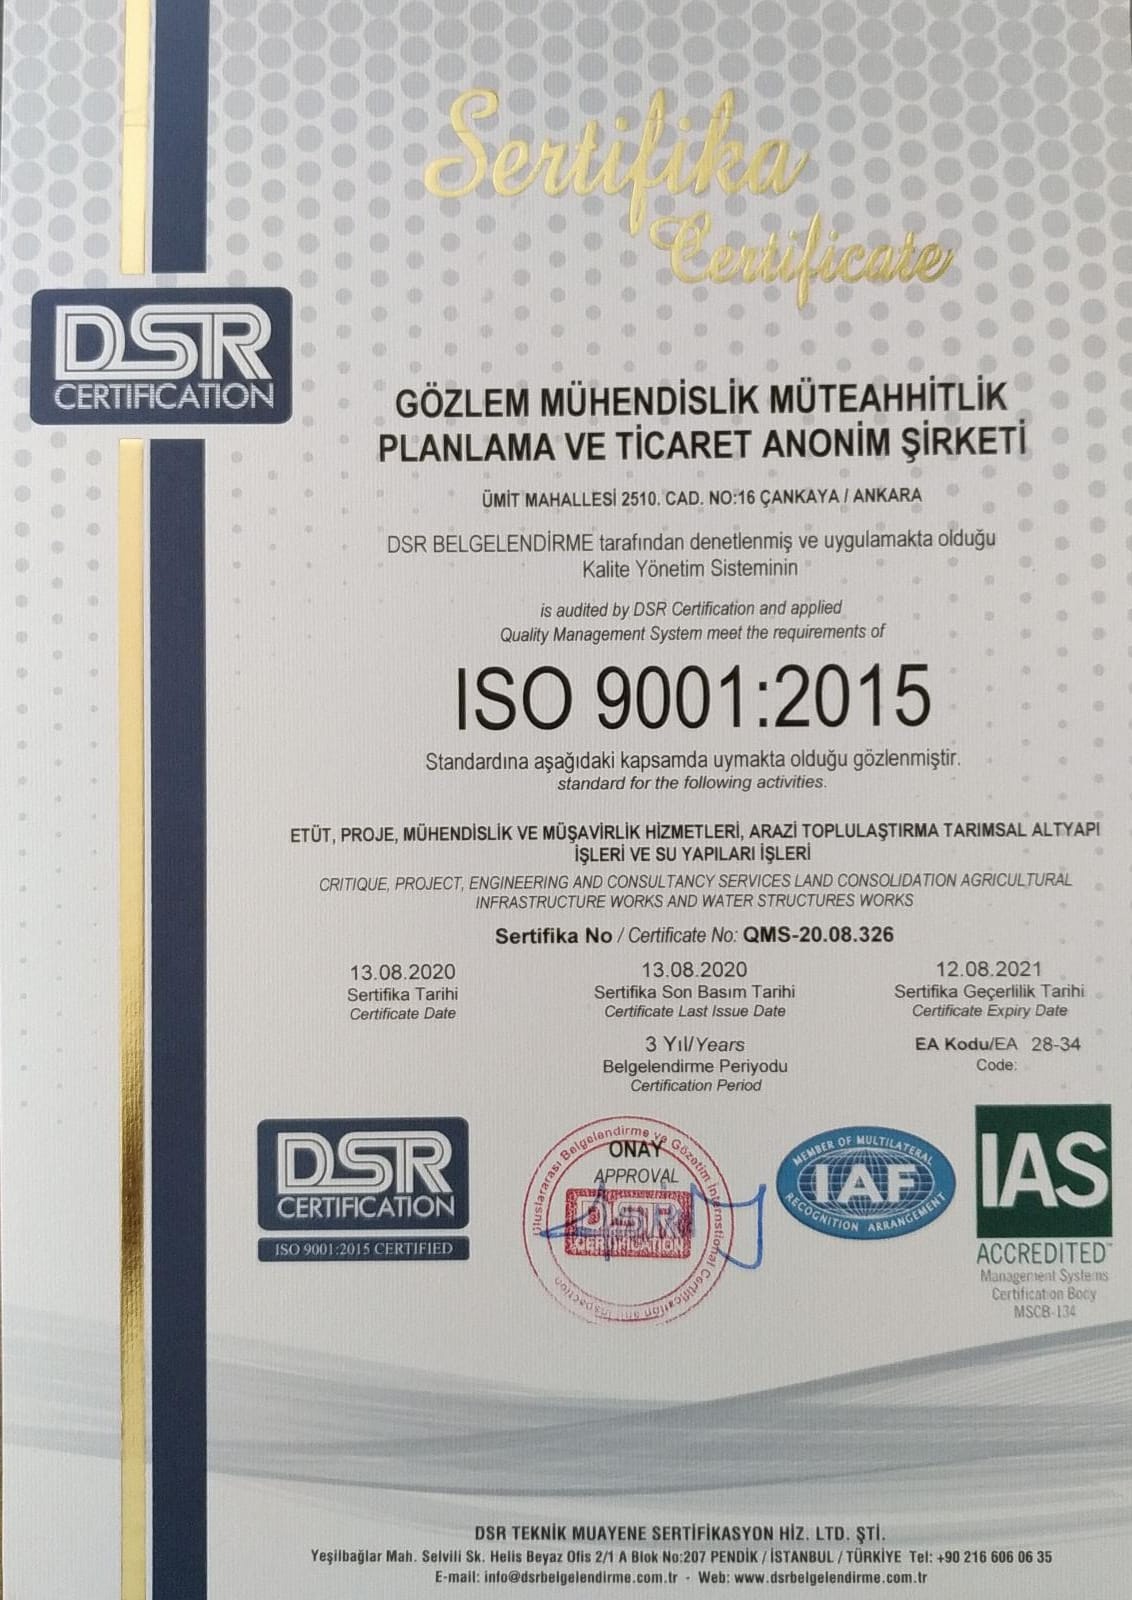 Sertifika
Certificate
DSR
CERTIFICATION
GÖZLEM MÜHENDİSLİK MÜTEAHHİTLİK
PLANLAMA VE TİCARET ANONİM ŞİRKETİ
ÜMİT MAHALLESİ 2510. CAD. NO:16 ÇANKAYA / ANKARA
DSR BELGELENDİRME tarafından denetlenmiş ve uygulamakta olduğu
Kalite Yönetim Sisteminin
is audited by DSR Certification and applied
Quality Management System meet the requirements of
ISO 9001:2015
Standardına aşağıdaki kapsamda uymakta olduğu gözlenmiştir.
standard for the following activities.
ETÜT, PROJE, MÜHENDİSLİK VE MÜŞAVİRLİK HİZMETLERİ, ARAZİ TOPLULAŞTIRMA TARIMSAL ALTYAPI
İŞLERİ VE SU YAPILARI İŞLERİ
CRITIQUE, PROJECT, ENGINEERING AND CONSULTANCY SERVICES LAND CONSOLIDATION AGRICULTURAL
INFRASTRUCTURE WORKS AND WATER STRUCTURES WORKS
Sertifika No / Certificate No: QMS-20.08.326
13.08.2020 13.08.2020 12.08.2021
Sertifika Tarihi Sertifika Son Basım Tarihi Sertifika Geçerlilik Tarihi
Certificate Date Certificate Last Issue Date Certificate Expiry Date
3 Yıl/Years EA Kodu/EA 28-34
Belgelendirme Periyodu Code:
Certification Period
DSR
CERTIFICATION
ISO 9001:2015 CERTIFIED
Uluslararası Belgelendirme ve Gözetim International Certification and Inspection
ONAY
APPROVAL
DSR
CERTIFICATION
MEMBER OF MULTILATERAL
IAF
RECOGNITION ARRANGEMENT
IAS
ACCREDITED™
Management Systems
Certification Body
MSCB-134
DSR TEKNİK MUAYENE SERTİFİKASYON HİZ. LTD. ŞTİ.
Yeşilbağlar Mah. Selvili Sk. Helis Beyaz Ofis 2/1 A Blok No:207 PENDİK / İSTANBUL / TÜRKİYE Tel: +90 216 606 06 35
E-mail: info@dsrbelgelendirme.com.tr - Web: www.dsrbelgelendirme.com.tr